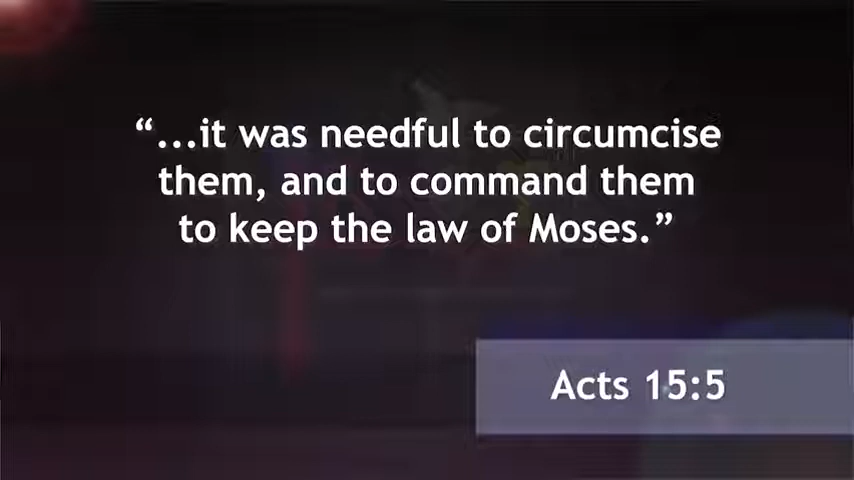 “...it was needful to circumcise
them, and to command them
to keep the law of Moses.”
Acts 15:5